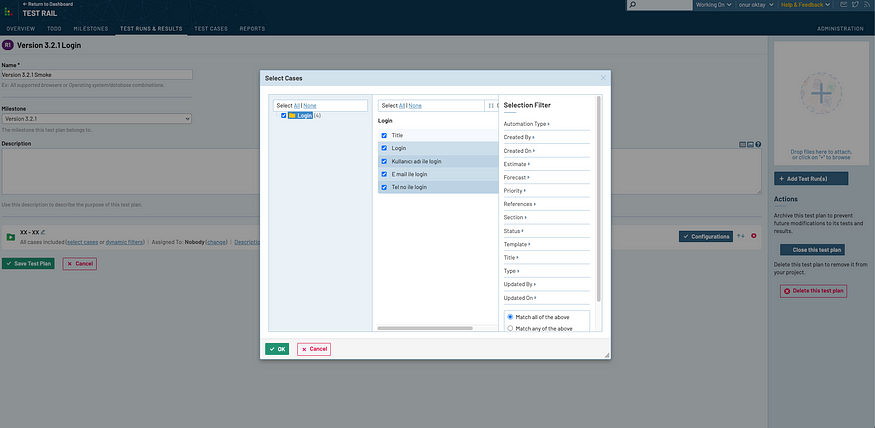 ← Return to Dashboard
TEST RAIL
Working On
onur oktay
Help & Feedback
OVERVIEW
TODO
MILESTONES
TEST RUNS & RESULTS
TEST CASES
REPORTS
ADMINISTRATION
R1
Version 3.2.1 Login
Name *
Version 3.2.1 Smoke
Ex: All supported browsers or Operating system/database combinations.
Milestone
Version 3.2.1
The milestone this test plan belongs to.
Description
Use this description to describe the purpose of this test plan.
XX - XX
All cases included (select cases or dynamic filters) | Assigned To: Nobody (change) | Descriptio
Configurations
Save Test Plan
Cancel
Select Cases
Select All | None
Login (4)
Select All | None
Login
Title
Login
Kullanıcı adı ile login
E mail ile login
Tel no ile login
Selection Filter
Automation Type
Created By
Created On
Estimate
Forecast
Priority
References
Section
Status
Template
Title
Type
Updated By
Updated On
Match all of the above
Match any of the above
OK
Cancel
Drop files here to attach,
or click on "+" to browse
+ Add Test Run(s)
Actions
Archive this test plan to prevent
future modifications to its tests and
results.
Close this test plan
Delete this test plan to remove it from
your project.
Delete this test plan